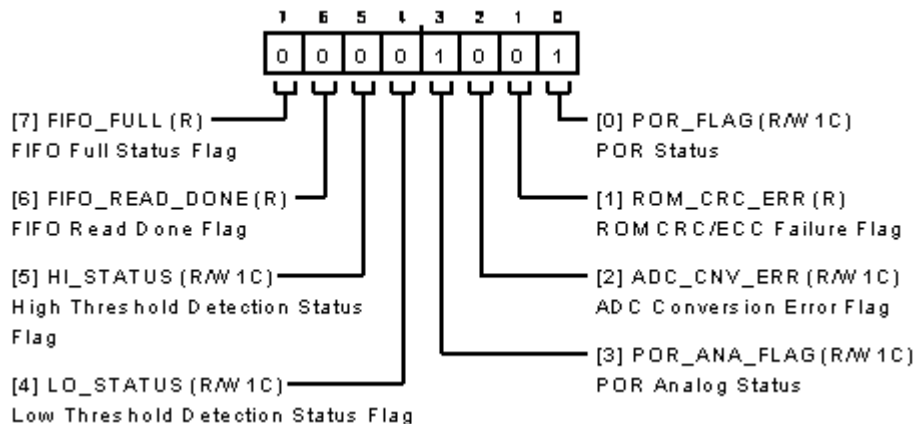 7 6 5 4 3 2 1 0
0 0 0 0 1 0 0 1
[7] FIFO_FULL (R)
FIFO Full Status Flag
[6] FIFO_READ_DONE (R)
FIFO Read Done Flag
[5] HI_STATUS (R/W1C)
High Threshold Detection Status
Flag
[4] LO_STATUS (R/W1C)
Low Threshold Detection Status Flag
[0] POR_FLAG (R/W1C)
POR Status
[1] ROM_CRC_ERR (R)
ROM CRC/ECC Failure Flag
[2] ADC_CNV_ERR (R/W1C)
ADC Conversion Error Flag
[3] POR_ANA_FLAG (R/W1C)
POR Analog Status